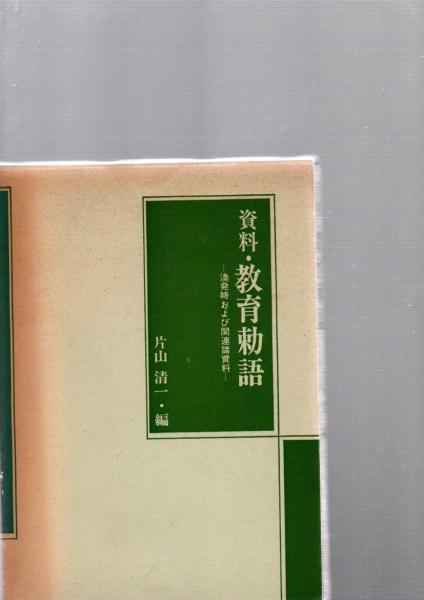 資料・教育勅語
―渙発時および関連諸資料―
片山 清一・編